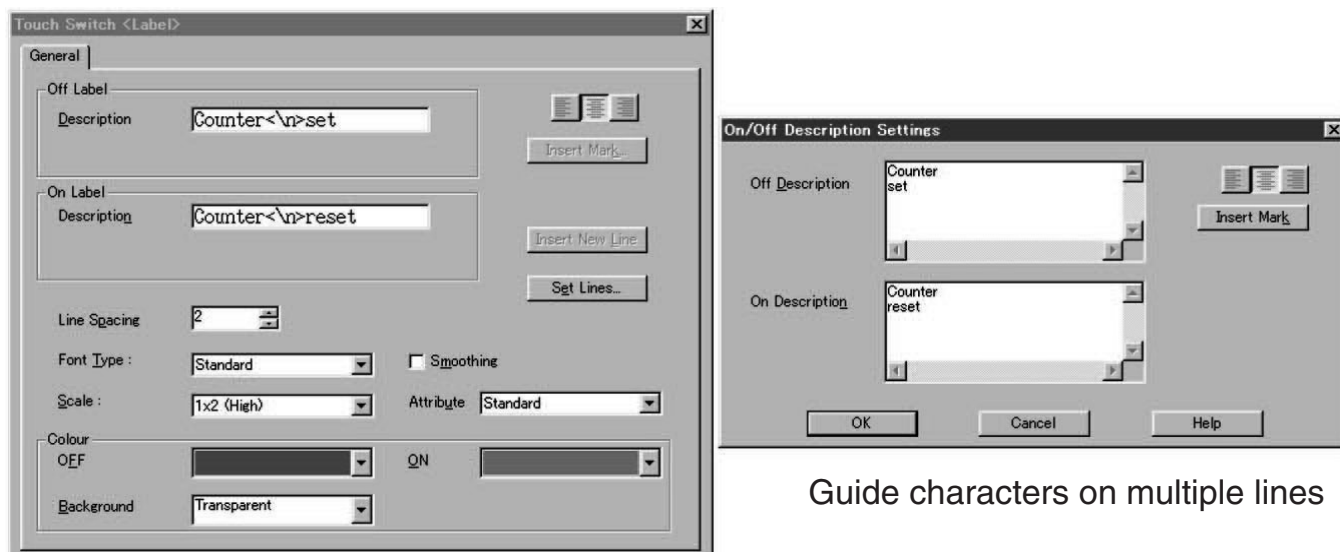 Touch Switch <Label>
General
Off Label
Description
Counter<\n>set
Insert Mark...
On Label
Description
Counter<\n>reset
Insert New Line
Set Lines...
Line Spacing
2
Font Type :
Standard
Smoothing
Scale :
1x2 (High)
Attribute
Standard
Colour
OFF
ON
Background
Transparent
On/Off Description Settings
Off Description
Counter
set
Insert Mark
On Description
Counter
reset
OK
Cancel
Help
Guide characters on multiple lines